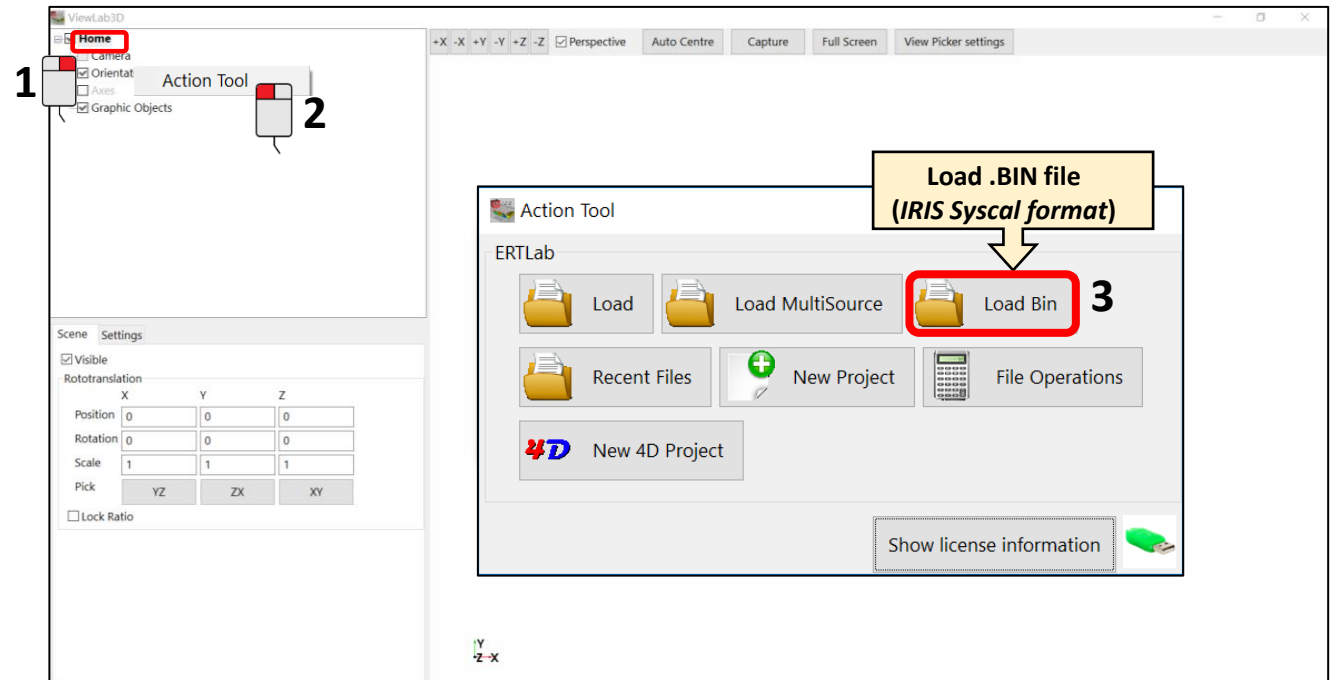 ViewLab3D
Home
Camera
Orientat
Axes
Graphic Objects
1
Action Tool
2
+X -X +Y -Y +Z -Z Perspective Auto Centre Capture Full Screen View Picker settings
Load .BIN file
(IRIS Syscal format)
Action Tool
ERTLab
Load Load MultiSource Load Bin 3
Recent Files New Project File Operations
4D New 4D Project
Show license information
Scene Settings
Visible
Rototranslation
X Y Z
Position 0 0 0
Rotation 0 0 0
Scale 1 1 1
Pick YZ ZX XY
Lock Ratio
Y
Z X